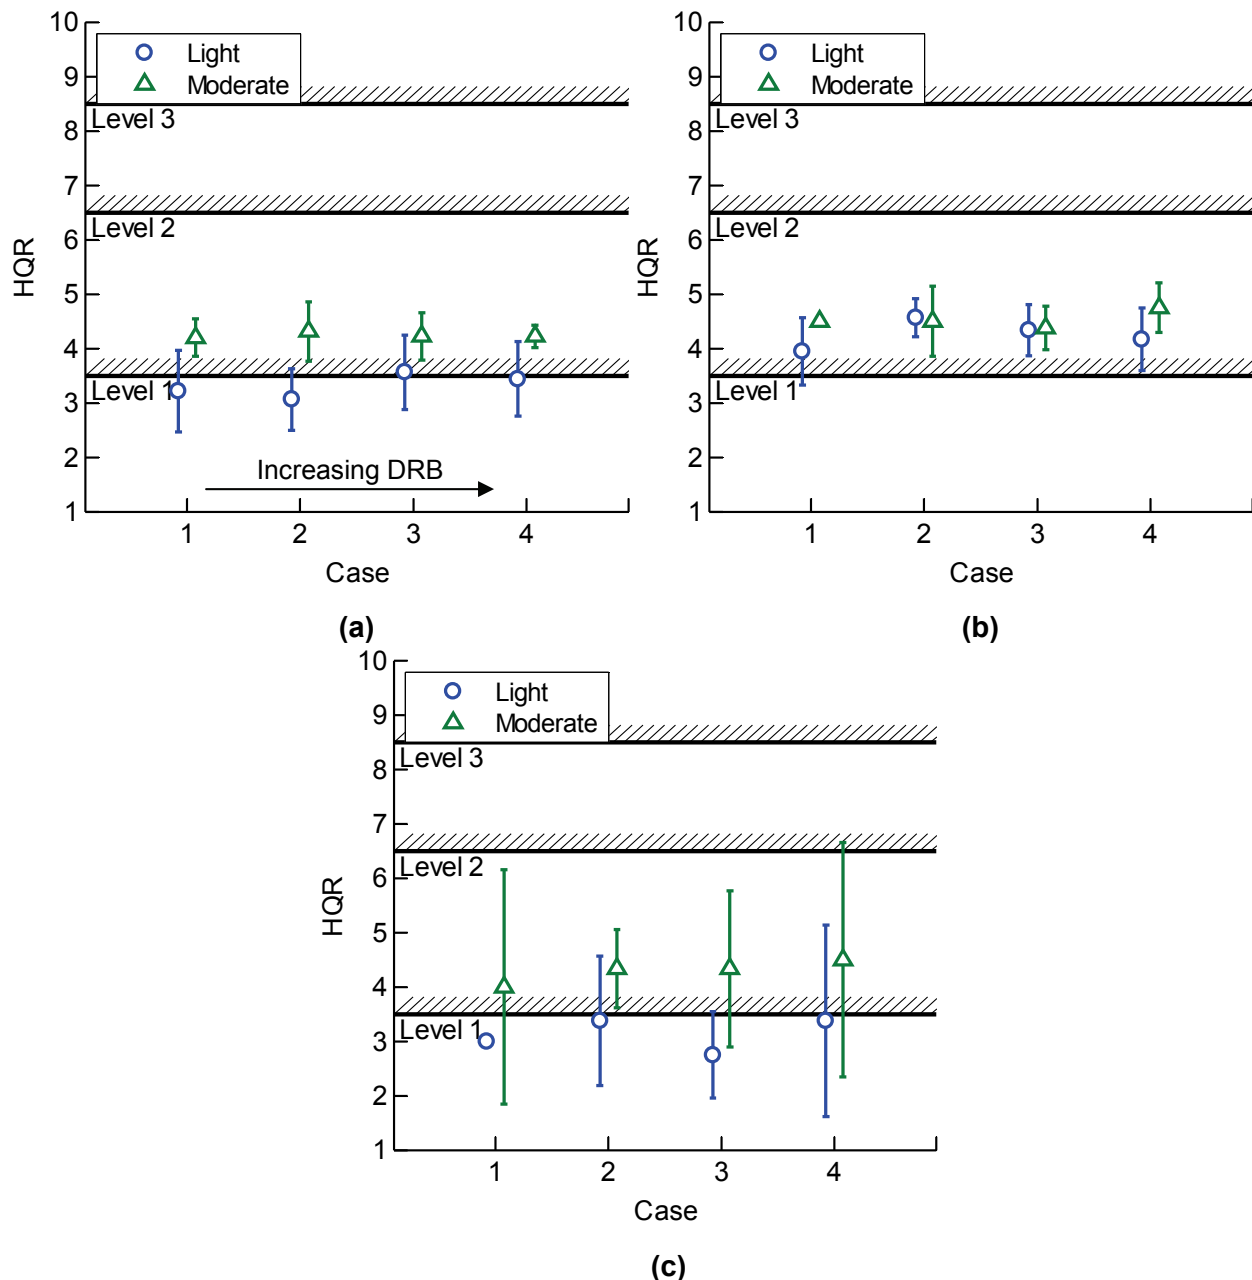 10
9
8
7
6
5
4
3
2
1
HQR
Light
Moderate
Level 3
Level 2
Level 1
Increasing DRB
1 2 3 4
Case
(a)
10
9
8
7
6
5
4
3
2
1
HQR
Light
Moderate
Level 3
Level 2
Level 1
1 2 3 4
Case
(b)
10
9
8
7
6
5
4
3
2
1
HQR
Light
Moderate
Level 3
Level 2
Level 1
1 2 3 4
Case
(c)